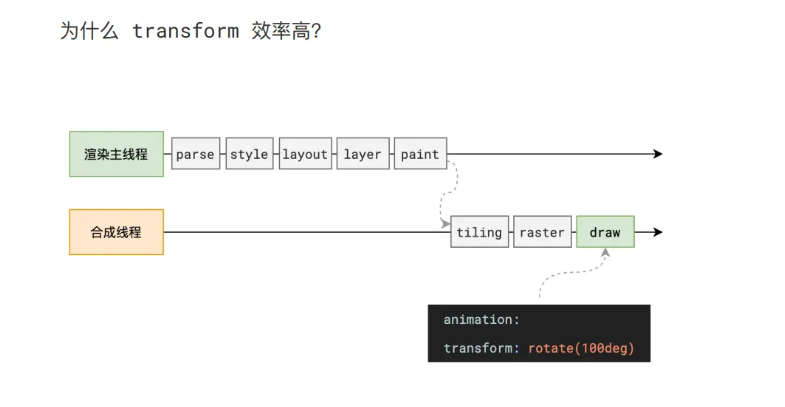 为什么 transform 效率高?
渲染主线程 parse style layout layer paint
合成线程 tiling raster draw
animation:
transform: rotate(100deg)